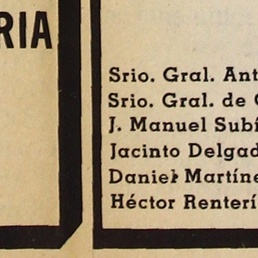 RIA
Srio. Gral. Ant
Srio. Gral. de
J. Manuel Subí
Jacinto Delgad
Daniel Martíne
Héctor Renterí